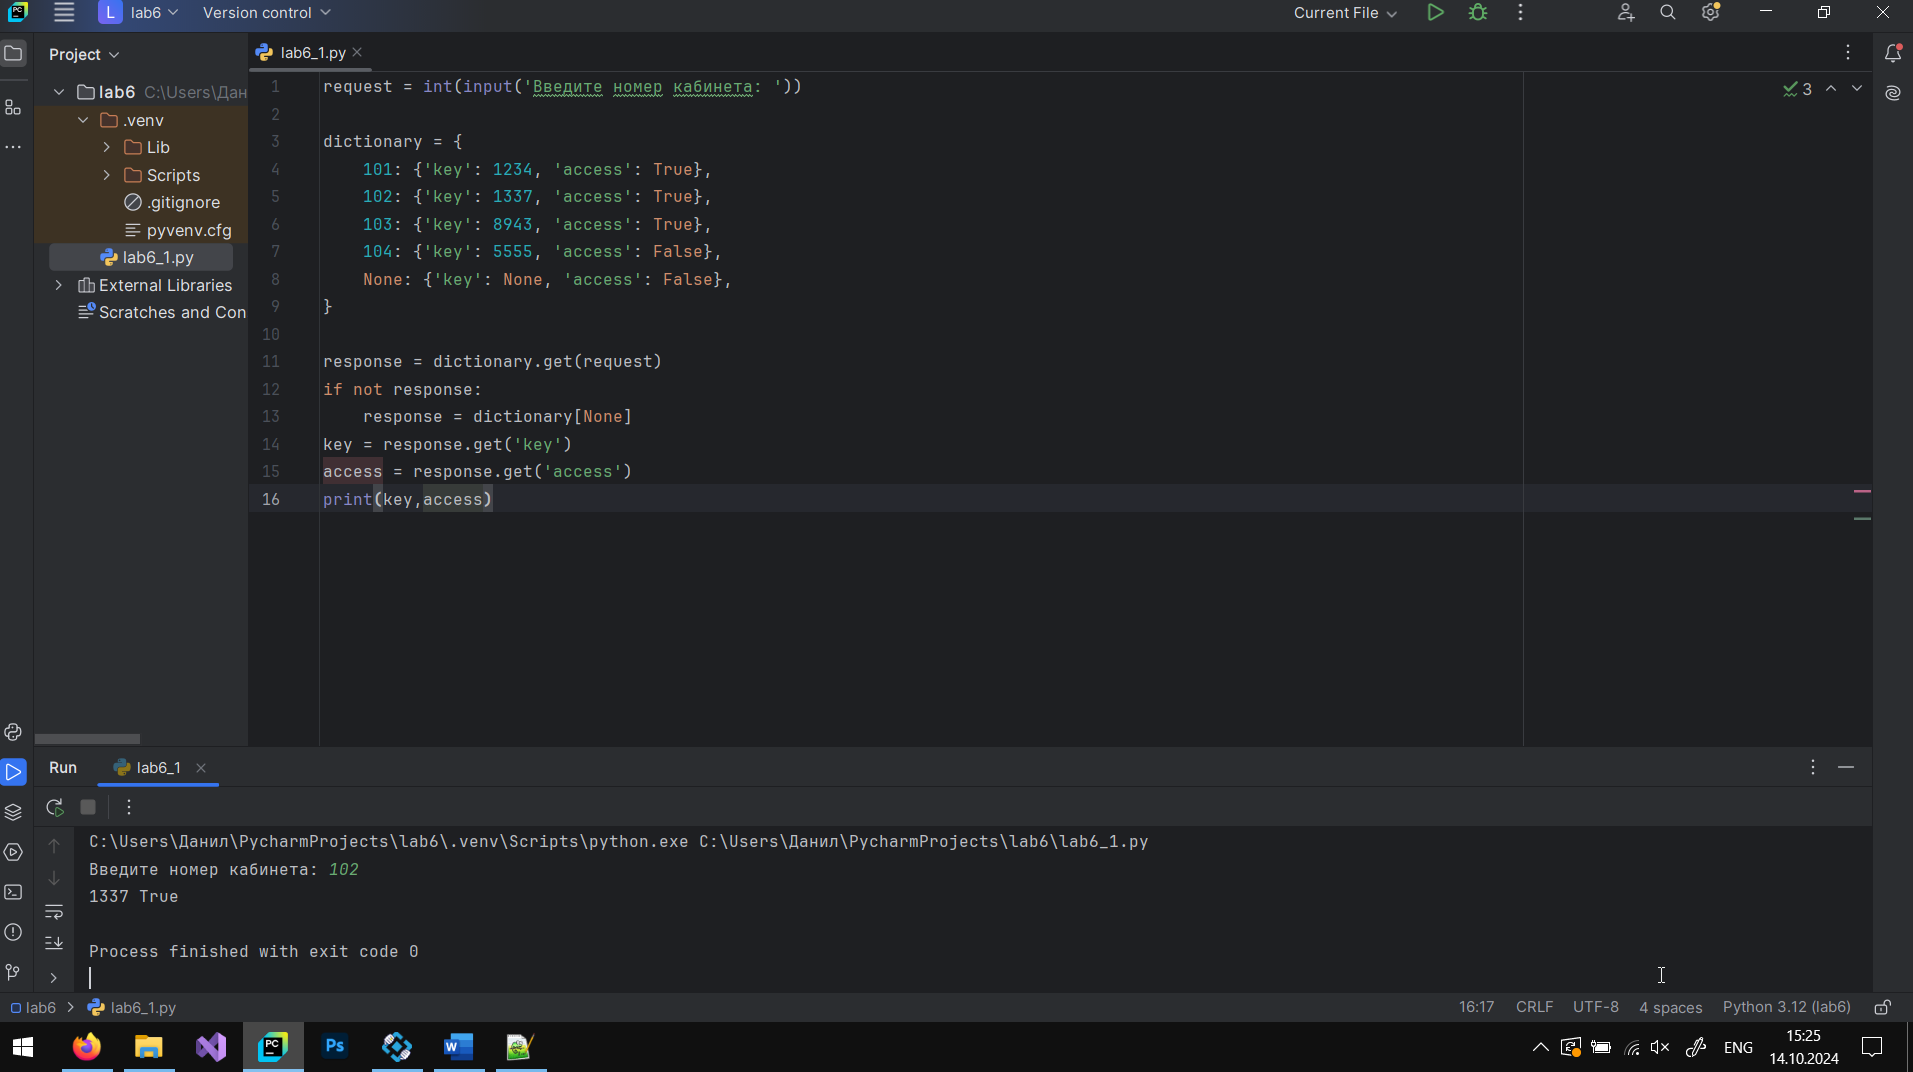 L lab6 Version control Current File
Project
lab6 C:\Users\Дан
.venv
Lib
Scripts
.gitignore
pyvenv.cfg
lab6_1.py
External Libraries
Scratches and Con
lab6_1.py
3
1 request = int(input('Введите номер кабинета: '))
2
3 dictionary = {
4 101: {'key': 1234, 'access': True},
5 102: {'key': 1337, 'access': True},
6 103: {'key': 8943, 'access': True},
7 104: {'key': 5555, 'access': False},
8 None: {'key': None, 'access': False},
9 }
10
11 response = dictionary.get(request)
12 if not response:
13 response = dictionary[None]
14 key = response.get('key')
15 access = response.get('access')
16 print(key,access)
Run lab6_1
C:\Users\Данил\PycharmProjects\lab6\.venv\Scripts\python.exe C:\Users\Данил\PycharmProjects\lab6\lab6_1.py
Введите номер кабинета: 102
1337 True
Process finished with exit code 0
lab6 lab6_1.py 16:17 CRLF UTF-8 4 spaces Python 3.12 (lab6)
PC Ps W ENG 15:25
14.10.2024